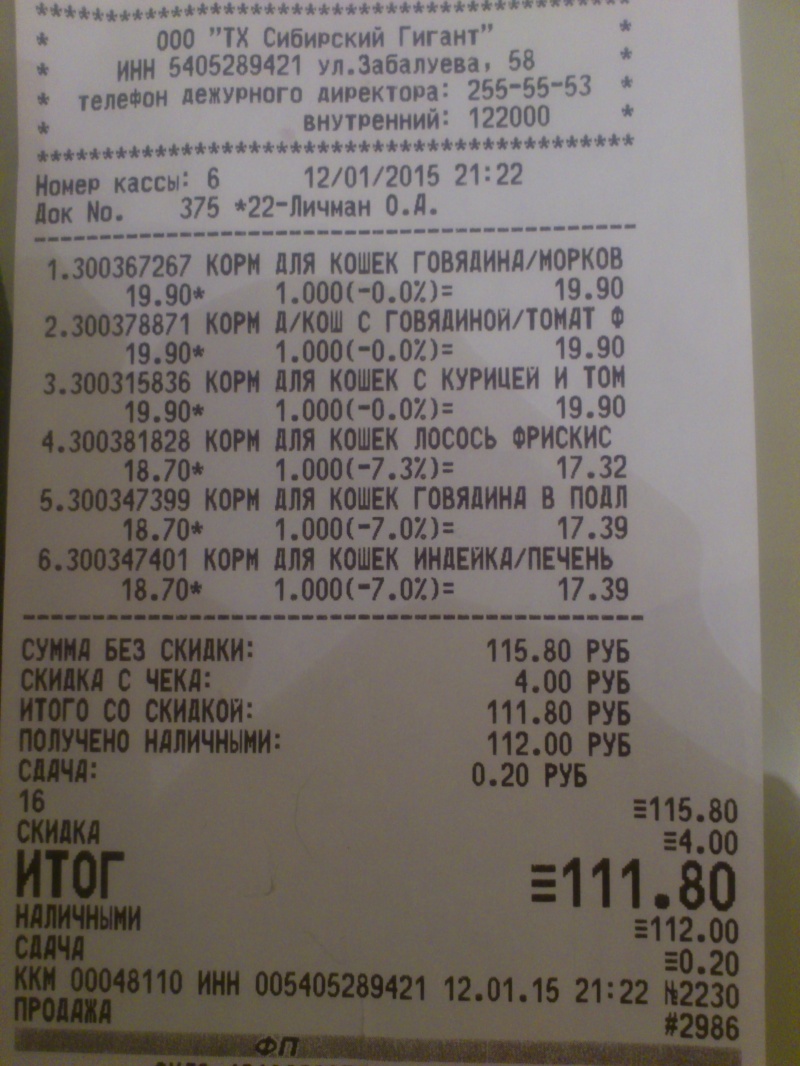 ****************************************
* ООО "ТХ Сибирский Гигант" *
* ИНН 5405289421 ул.Забалуева, 58 *
* телефон дежурного директора: 255-55-53 *
* внутренний: 122000 *
****************************************
Номер кассы: 6 12/01/2015 21:22
Док No. 375 *22-Личман О.А.
----------------------------------------
1.300367267 КОРМ ДЛЯ КОШЕК ГОВЯДИНА/МОРКОВ
19.90* 1.000(-0.0%)= 19.90
2.300378871 КОРМ Д/КОШ С ГОВЯДИНОЙ/ТОМАТ Ф
19.90* 1.000(-0.0%)= 19.90
3.300315836 КОРМ ДЛЯ КОШЕК С КУРИЦЕЙ И ТОМ
19.90* 1.000(-0.0%)= 19.90
4.300381828 КОРМ ДЛЯ КОШЕК ЛОСОСЬ ФРИСКИС
18.70* 1.000(-7.3%)= 17.32
5.300347399 КОРМ ДЛЯ КОШЕК ГОВЯДИНА В ПОДЛ
18.70* 1.000(-7.0%)= 17.39
6.300347401 КОРМ ДЛЯ КОШЕК ИНДЕЙКА/ПЕЧЕНЬ
18.70* 1.000(-7.0%)= 17.39
----------------------------------------
СУММА БЕЗ СКИДКИ: 115.80 РУБ
СКИДКА С ЧЕКА: 4.00 РУБ
ИТОГО СО СКИДКОЙ: 111.80 РУБ
ПОЛУЧЕНО НАЛИЧНЫМИ: 112.00 РУБ
СДАЧА: 0.20 РУБ
16 ≡115.80
СКИДКА ≡4.00
ИТОГ ≡111.80
НАЛИЧНЫМИ ≡112.00
СДАЧА ≡0.20
ККМ 00048110 ИНН 005405289421 12.01.15 21:22 №2230
ПРОДАЖА #2986
ФП